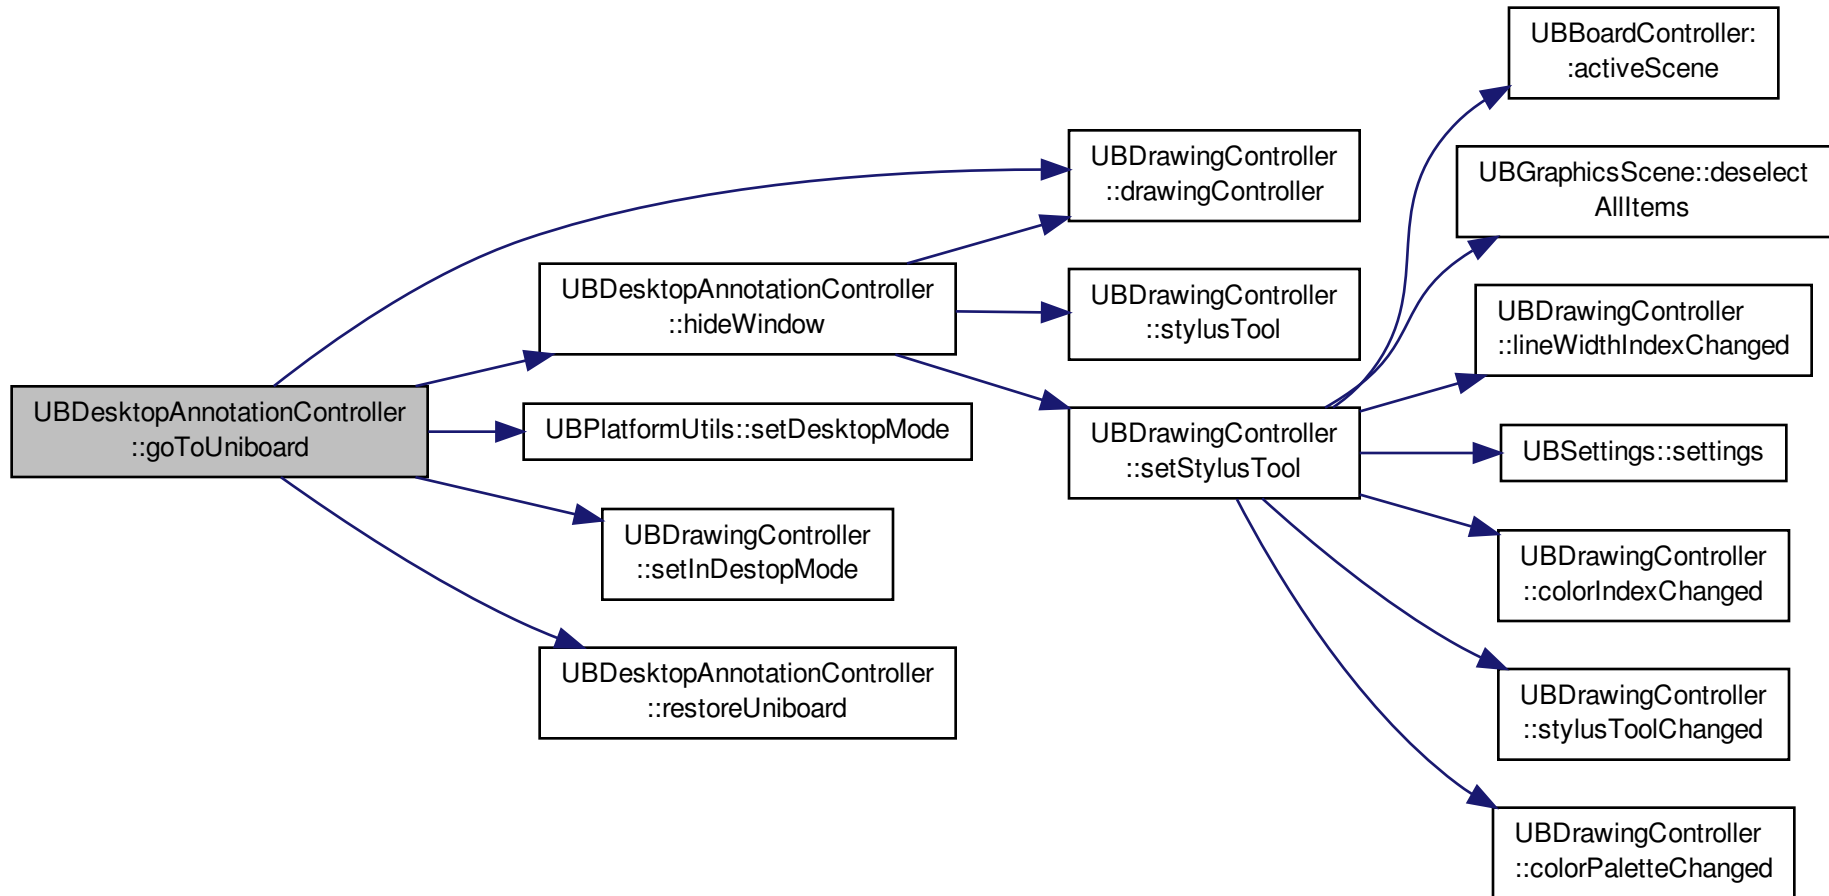 UBDesktopAnnotationController
::goToUniboard
UBDesktopAnnotationController
::hideWindow
UBPlatformUtils::setDesktopMode
UBDrawingController
::setInDestopMode
UBDesktopAnnotationController
::restoreUniboard
UBDrawingController
::drawingController
UBDrawingController
::stylusTool
UBDrawingController
::setStylusTool
UBBoardController:
:activeScene
UBGraphicsScene::deselect
AllItems
UBDrawingController
::lineWidthIndexChanged
UBSettings::settings
UBDrawingController
::colorIndexChanged
UBDrawingController
::stylusToolChanged
UBDrawingController
::colorPaletteChanged